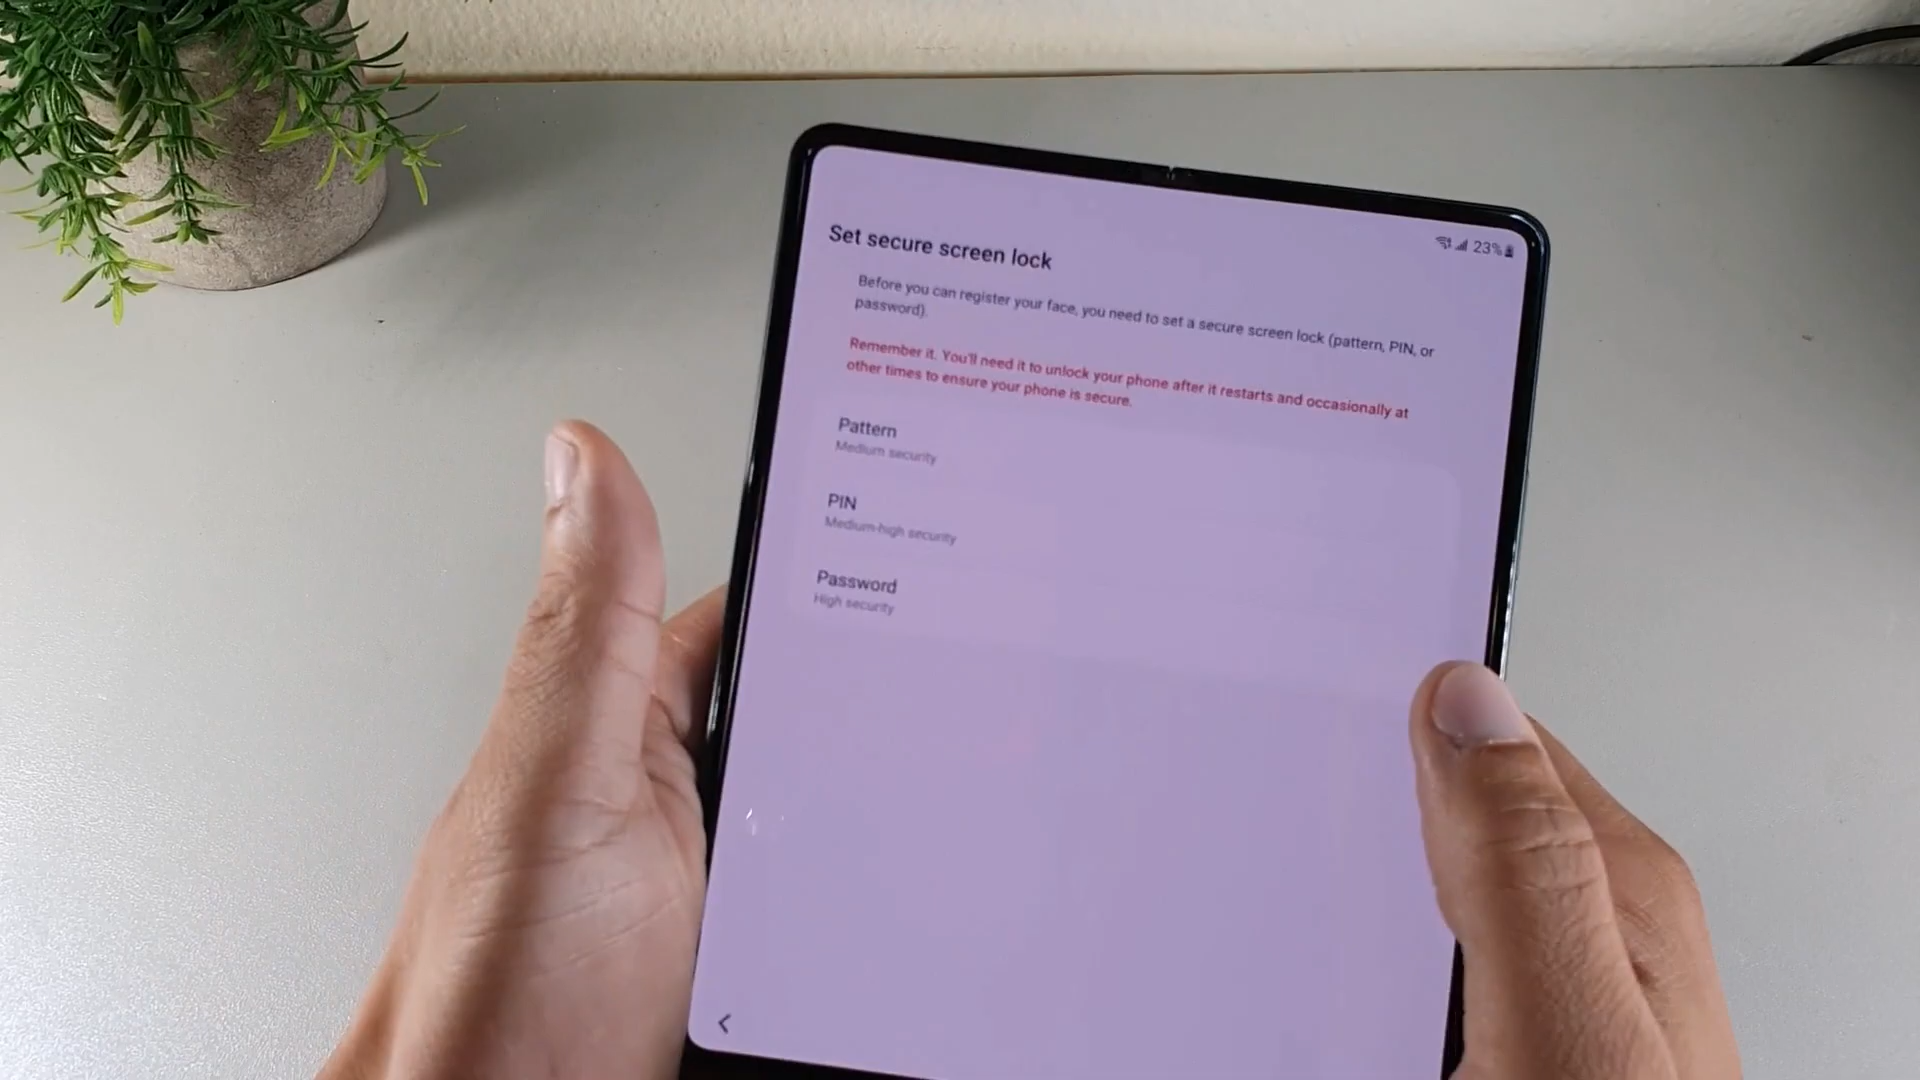 23%
Set secure screen lock
Before you can register your face, you need to set a secure screen lock (pattern, PIN, or
password).
Remember it. You'll need it to unlock your phone after it restarts and occasionally at
other times to ensure your phone is secure.
Pattern
Medium security
PIN
Medium-high security
Password
High security